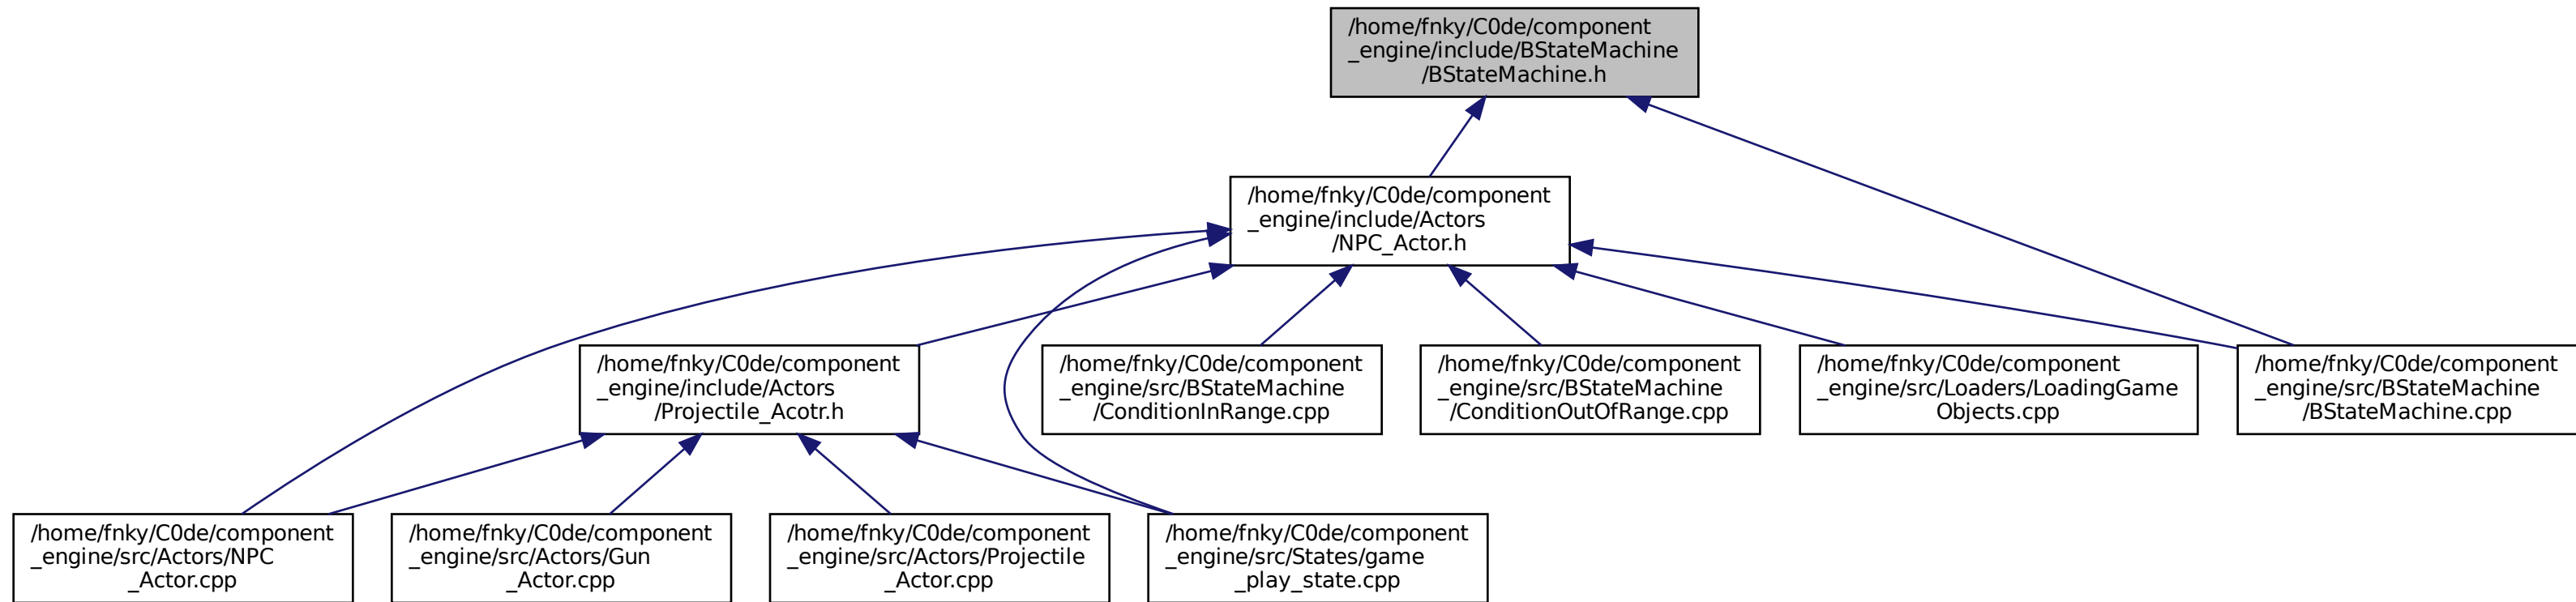 /home/fnky/C0de/component
_engine/include/BStateMachine
/BStateMachine.h
/home/fnky/C0de/component
_engine/include/Actors
/NPC_Actor.h
/home/fnky/C0de/component
_engine/include/Actors
/Projectile_Acotr.h
/home/fnky/C0de/component
_engine/src/BStateMachine
/ConditionInRange.cpp
/home/fnky/C0de/component
_engine/src/BStateMachine
/ConditionOutOfRange.cpp
/home/fnky/C0de/component
_engine/src/Loaders/LoadingGame
Objects.cpp
/home/fnky/C0de/component
_engine/src/BStateMachine
/BStateMachine.cpp
/home/fnky/C0de/component
_engine/src/Actors/NPC
_Actor.cpp
/home/fnky/C0de/component
_engine/src/Actors/Gun
_Actor.cpp
/home/fnky/C0de/component
_engine/src/Actors/Projectile
_Actor.cpp
/home/fnky/C0de/component
_engine/src/States/game
_play_state.cpp